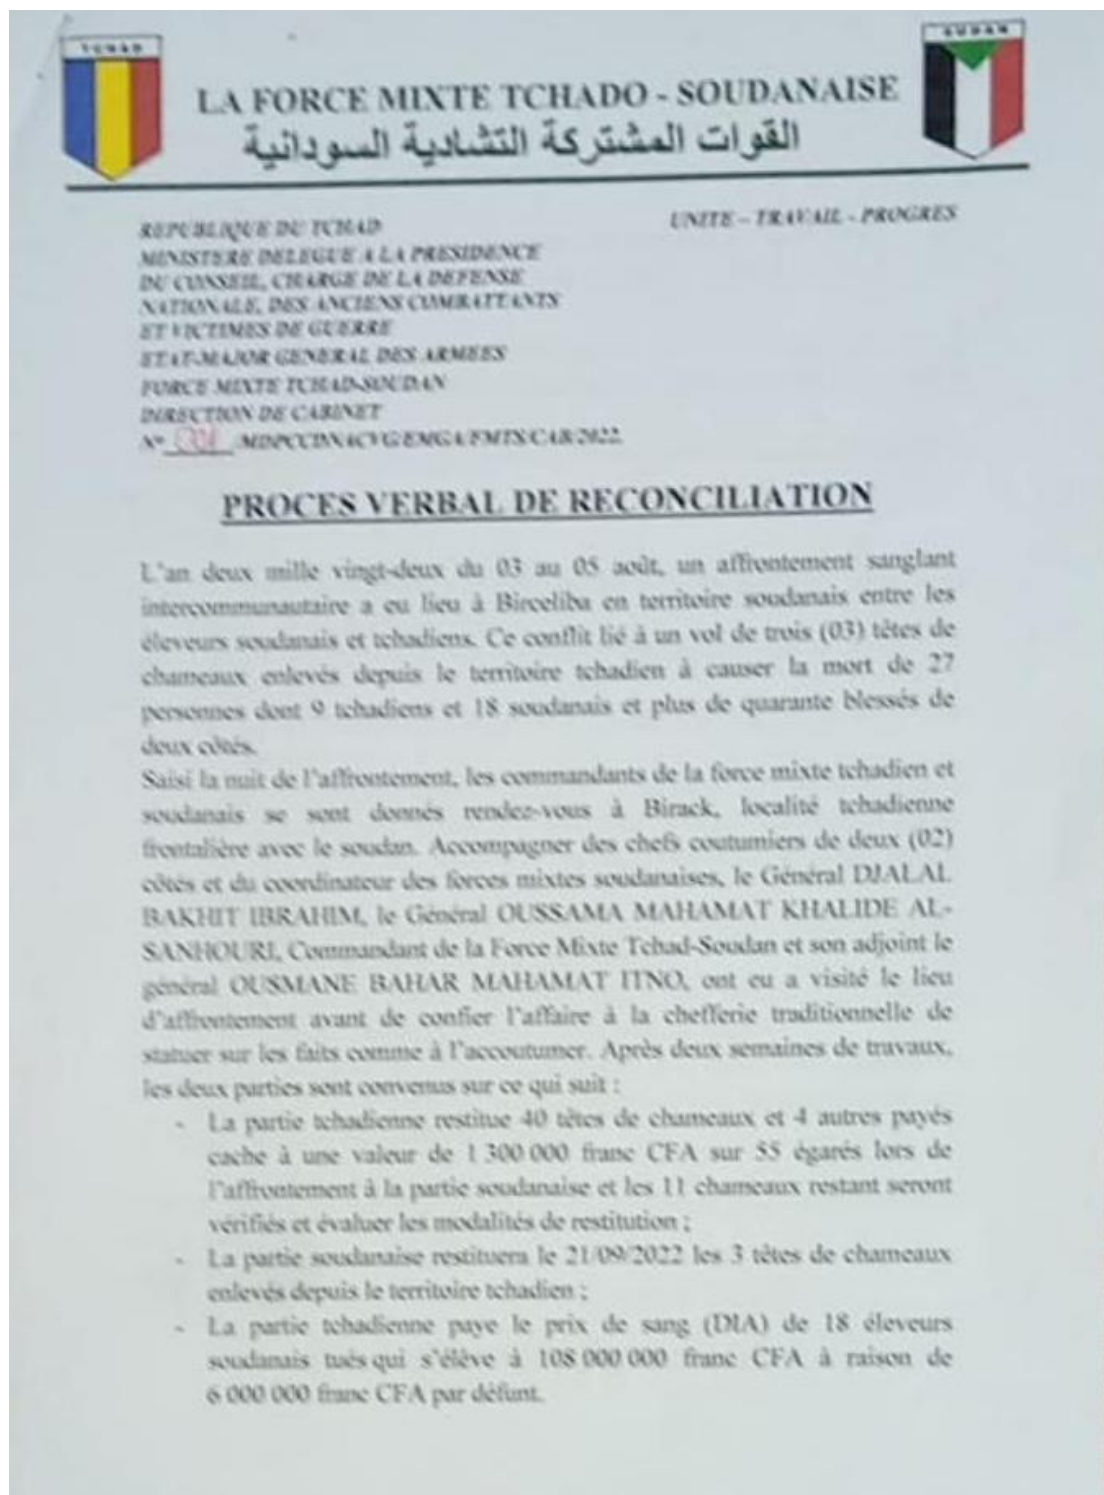 TCHAD
SUDAN
LA FORCE MIXTE TCHADO - SOUDANAISE
القوات المشتركة التشادية السودانية
REPUBLIQUE DU TCHAD
UNITE – TRAVAIL - PROGRES
MINISTERE DELEGUE A LA PRESIDENCE
DU CONSEIL, CHARGE DE LA DEFENSE
NATIONALE, DES ANCIENS COMBATTANTS
ET VICTIMES DE GUERRE
ETAT-MAJOR GENERAL DES ARMEES
FORCE MIXTE TCHAD-SOUDAN
DIRECTION DE CABINET
N° /MDPCCDNACVG/EMGA/FMTS/CAB/2022
PROCES VERBAL DE RECONCILIATION
L'an deux mille vingt-deux du 03 au 05 août, un affrontement sanglant
intercommunautaire a eu lieu à Birceliba en territoire soudanais entre les
éleveurs soudanais et tchadiens. Ce conflit lié à un vol de trois (03) têtes de
chameaux enlevés depuis le territoire tchadien à causer la mort de 27
personnes dont 9 tchadiens et 18 soudanais et plus de quarante blessés de
deux côtés.
Saisi la nuit de l'affrontement, les commandants de la force mixte tchadien et
soudanais se sont donnés rendez-vous à Birack, localité tchadienne
frontalière avec le soudan. Accompagner des chefs coutumiers de deux (02)
côtés et du coordinateur des forces mixtes soudanaises, le Général DJALAL
BAKHIT IBRAHIM, le Général OUSSAMA MAHAMAT KHALIDE AL-
SANHOURI, Commandant de la Force Mixte Tchad-Soudan et son adjoint le
général OUSMANE BAHAR MAHAMAT ITNO, ont eu a visité le lieu
d'affrontement avant de confier l'affaire à la chefferie traditionnelle de
statuer sur les faits comme à l'accoutumer. Après deux semaines de travaux,
les deux parties sont convenus sur ce qui suit :
- La partie tchadienne restitue 40 têtes de chameaux et 4 autres payés
cache à une valeur de 1 300 000 franc CFA sur 55 égarés lors de
l'affrontement à la partie soudanaise et les 11 chameaux restant seront
vérifiés et évaluer les modalités de restitution ;
- La partie soudanaise restituera le 21/09/2022 les 3 têtes de chameaux
enlevés depuis le territoire tchadien ;
- La partie tchadienne paye le prix de sang (DIA) de 18 éleveurs
soudanais tués qui s'élève à 108 000 000 franc CFA à raison de
6 000 000 franc CFA par défunt.